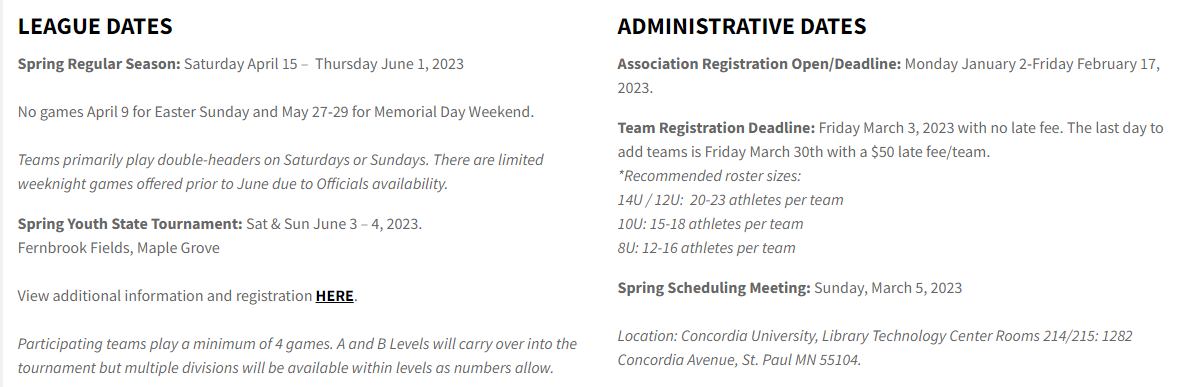 LEAGUE DATES
Spring Regular Season: Saturday April 15 – Thursday June 1, 2023
No games April 9 for Easter Sunday and May 27-29 for Memorial Day Weekend.
Teams primarily play double-headers on Saturdays or Sundays. There are limited
weeknight games offered prior to June due to Officials availability.
Spring Youth State Tournament: Sat & Sun June 3 – 4, 2023.
Fernbrook Fields, Maple Grove
View additional information and registration HERE.
Participating teams play a minimum of 4 games. A and B Levels will carry over into the
tournament but multiple divisions will be available within levels as numbers allow.
ADMINISTRATIVE DATES
Association Registration Open/Deadline: Monday January 2-Friday February 17,
2023.
Team Registration Deadline: Friday March 3, 2023 with no late fee. The last day to
add teams is Friday March 30th with a $50 late fee/team.
*Recommended roster sizes:
14U / 12U: 20-23 athletes per team
10U: 15-18 athletes per team
8U: 12-16 athletes per team
Spring Scheduling Meeting: Sunday, March 5, 2023
Location: Concordia University, Library Technology Center Rooms 214/215: 1282
Concordia Avenue, St. Paul MN 55104.